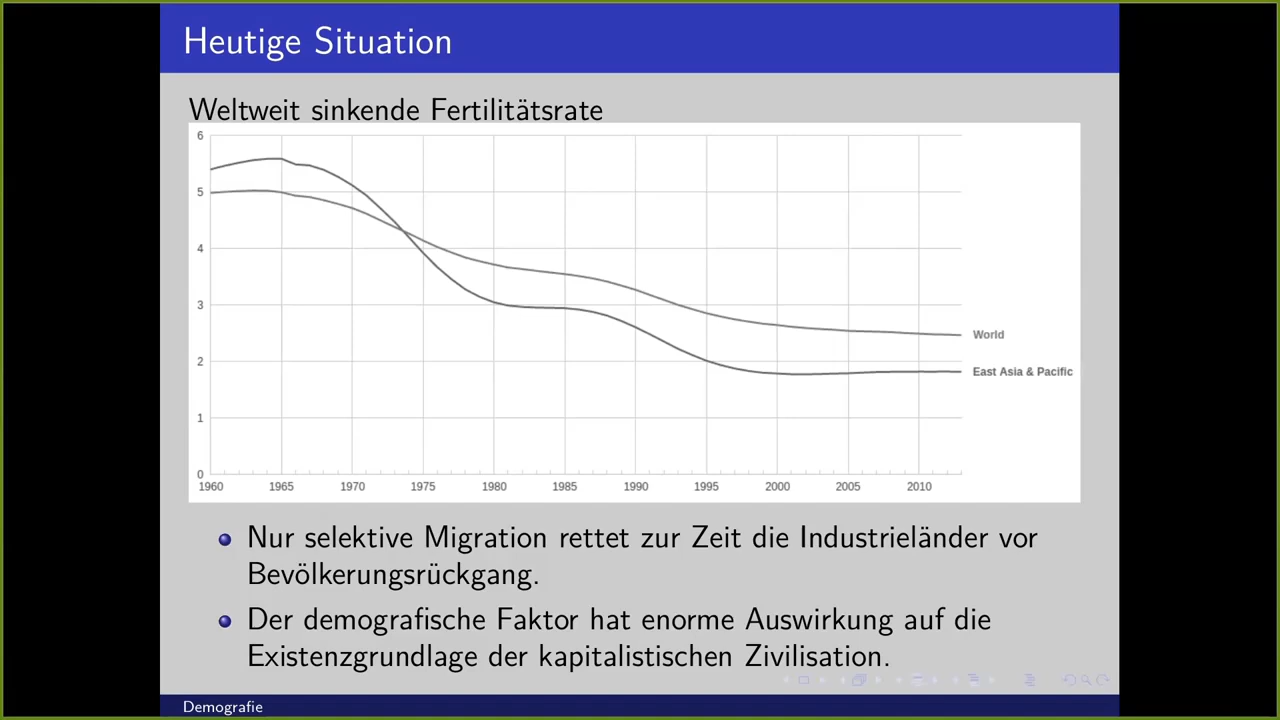 Heutige Situation
Weltweit sinkende Fertilitätsrate
6
5
4
3
2
1
0
1960 1965 1970 1975 1980 1985 1990 1995 2000 2005 2010
World
East Asia & Pacific
Nur selektive Migration rettet zur Zeit die Industrieländer vor
Bevölkerungsrückgang.
Der demografische Faktor hat enorme Auswirkung auf die
Existenzgrundlage der kapitalistischen Zivilisation.
Demografie